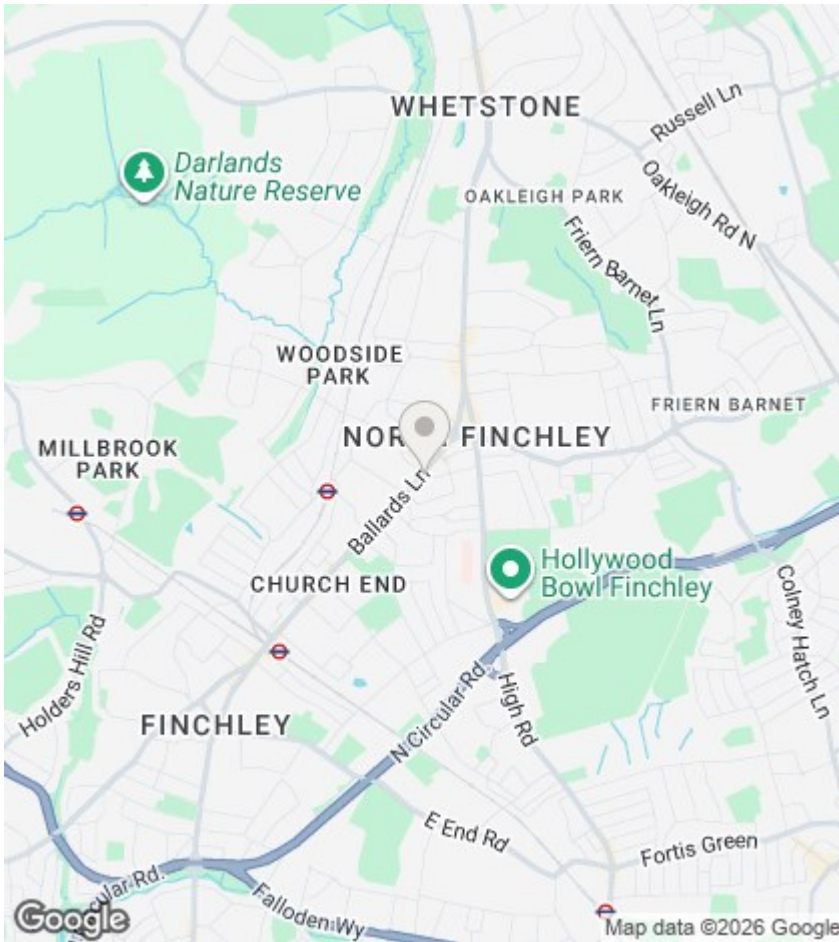 WHETSTONE
Russell Ln
Darlands
Nature Reserve
OAKLEIGH PARK
Oakleigh Rd N
Friern Barnet Ln
WOODSIDE
PARK
FRIERN BARNET
NORTH FINCHLEY
MILLBROOK
PARK
Ballards Ln
Hollywood
Bowl Finchley
CHURCH END
Colney Hatch Ln
Holders Hill Rd
N Circular Rd
High Rd
FINCHLEY
E End Rd
Fortis Green
Circular Rd.
Falloden Wy
Google
Map data ©2026 Google